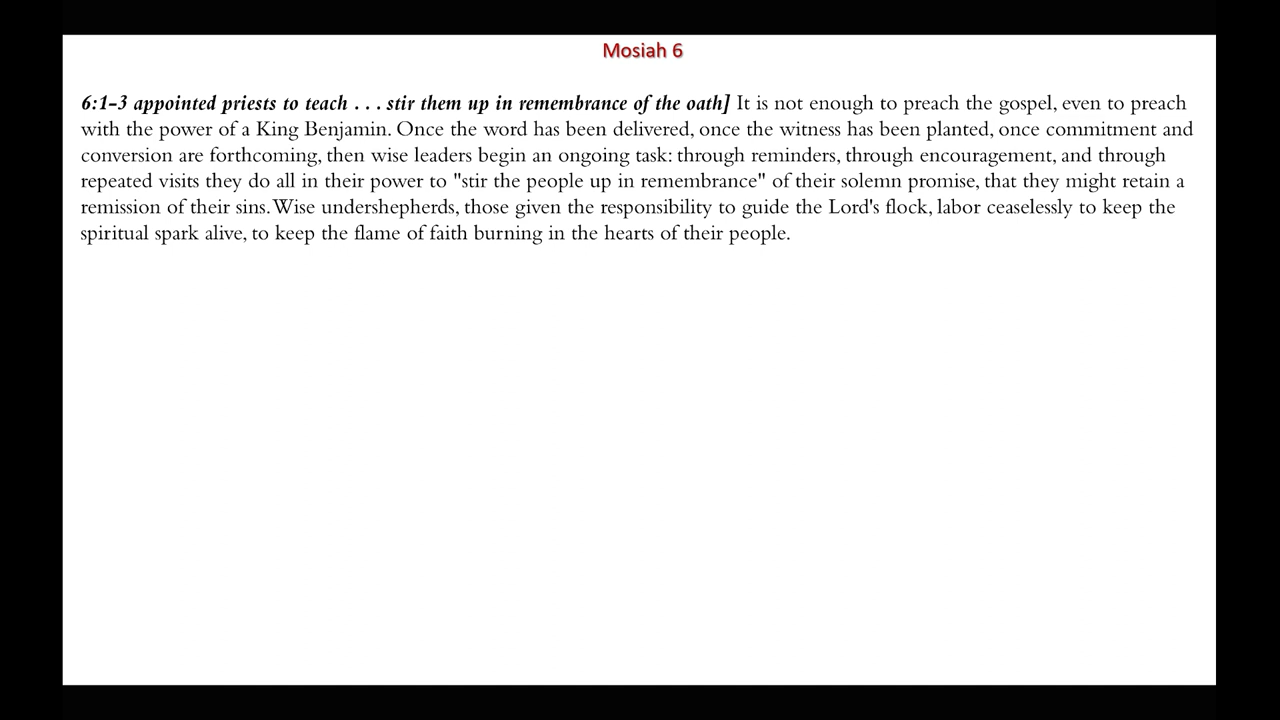 Mosiah 6
6:1-3 appointed priests to teach . . . stir them up in remembrance of the oath] It is not enough to preach the gospel, even to preach
with the power of a King Benjamin. Once the word has been delivered, once the witness has been planted, once commitment and
conversion are forthcoming, then wise leaders begin an ongoing task: through reminders, through encouragement, and through
repeated visits they do all in their power to "stir the people up in remembrance" of their solemn promise, that they might retain a
remission of their sins. Wise undershepherds, those given the responsibility to guide the Lord's flock, labor ceaselessly to keep the
spiritual spark alive, to keep the flame of faith burning in the hearts of their people.